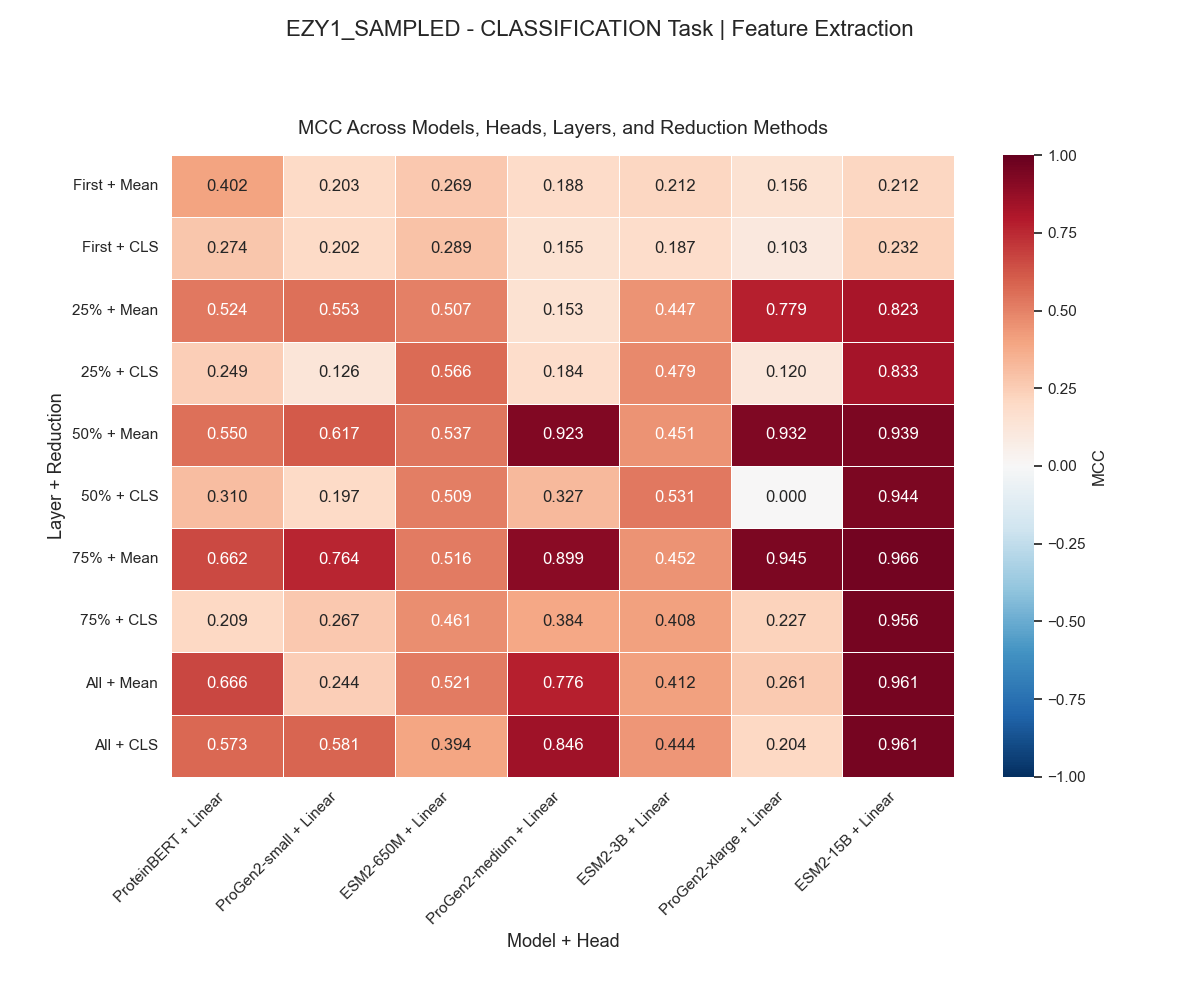 EZY1_SAMPLED - CLASSIFICATION Task | Feature Extraction
MCC Across Models, Heads, Layers, and Reduction Methods
Layer + Reduction
First + Mean 0.402 0.203 0.269 0.188 0.212 0.156 0.212
First + CLS 0.274 0.202 0.289 0.155 0.187 0.103 0.232
25% + Mean 0.524 0.553 0.507 0.153 0.447 0.779 0.823
25% + CLS 0.249 0.126 0.566 0.184 0.479 0.120 0.833
50% + Mean 0.550 0.617 0.537 0.923 0.451 0.932 0.939
50% + CLS 0.310 0.197 0.509 0.327 0.531 0.000 0.944
75% + Mean 0.662 0.764 0.516 0.899 0.452 0.945 0.966
75% + CLS 0.209 0.267 0.461 0.384 0.408 0.227 0.956
All + Mean 0.666 0.244 0.521 0.776 0.412 0.261 0.961
All + CLS 0.573 0.581 0.394 0.846 0.444 0.204 0.961
ProteinBERT + Linear
ProGen2-small + Linear
ESM2-650M + Linear
ProGen2-medium + Linear
ESM2-3B + Linear
ProGen2-xlarge + Linear
ESM2-15B + Linear
Model + Head
1.00
0.75
0.50
0.25
0.00
−0.25
−0.50
−0.75
−1.00
MCC